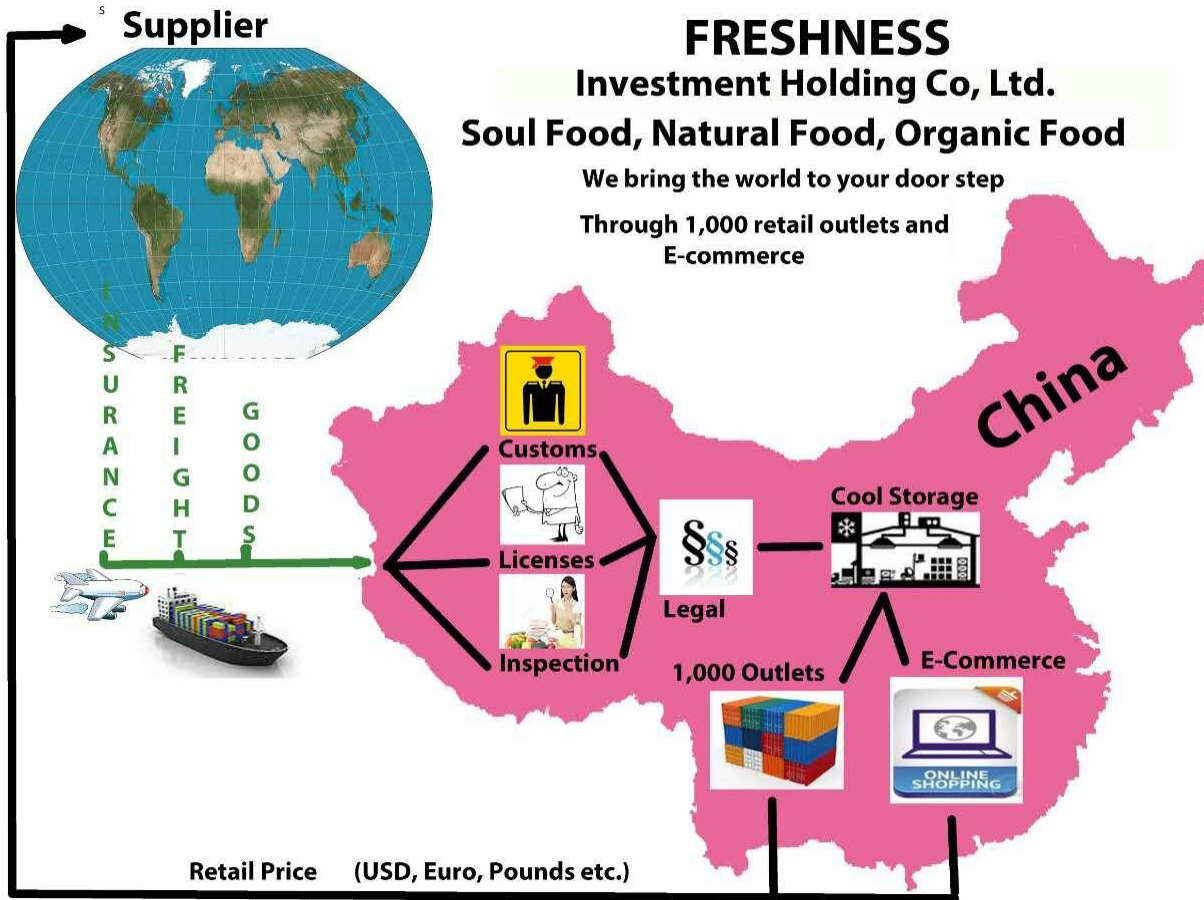 S
Supplier
FRESHNESS
Investment Holding Co, Ltd.
Soul Food, Natural Food, Organic Food
We bring the world to your door step
Through 1,000 retail outlets and
E-commerce
INSURANCE
FREIGHT
GOODS
China
Customs
Licenses
Inspection
§§§
Legal
Cool Storage
1,000 Outlets
E-Commerce
ONLINE
SHOPPING
Retail Price (USD, Euro, Pounds etc.)